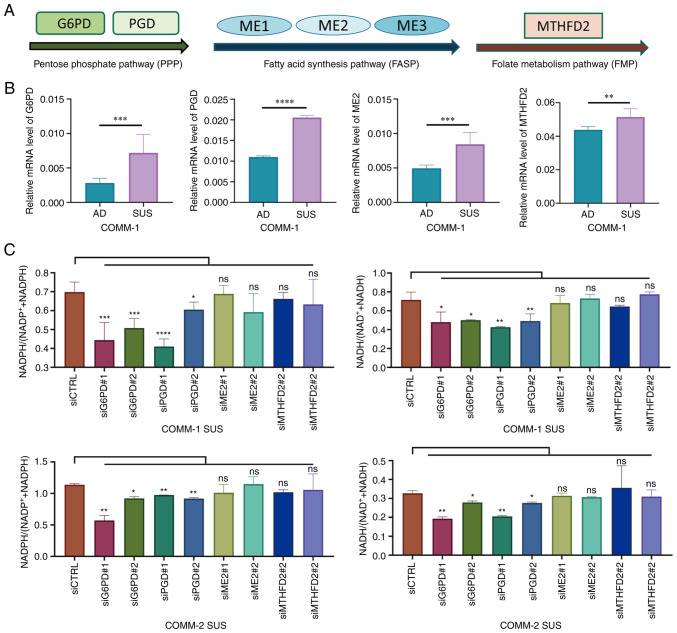 A
G6PD
PGD
ME1
ME2
ME3
MTHFD2
Pentose phosphate pathway (PPP)
Fatty acid synthesis pathway (FASP)
Folate metabolism pathway (FMP)
B
Relative mRNA level of G6PD
0.015
0.010
0.005
0.000
***
AD
SUS
COMM-1
Relative mRNA level of PGD
0.025
0.020
0.015
0.010
0.005
0.000
****
AD
SUS
COMM-1
Relative mRNA level of ME2
0.015
0.010
0.005
0.000
***
AD
SUS
COMM-1
Relative mRNA level of MTHFD2
0.06
0.04
0.02
0.00
**
AD
SUS
COMM-1
C
NADPH/(NADP⁺+NADPH)
0.8
0.7
0.6
0.5
0.4
0.3
***
***
****
*
ns
ns
ns
ns
siCTRL
siG6PD#1
siG6PD#2
siPGD#1
siPGD#2
siME2#1
siME2#2
siMTHFD2#2
siMTHFD2#2
COMM-1 SUS
NADH/(NAD⁺+NADH)
1.0
0.8
0.6
0.4
0.2
0.0
*
**
**
**
ns
ns
ns
ns
siCTRL
siG6PD#1
siG6PD#2
siPGD#1
siPGD#2
siME2#1
siME2#2
siMTHFD2#2
siMTHFD2#2
COMM-1 SUS
NADPH/(NADP⁺+NADPH)
1.5
1.0
0.5
0.0
**
*
**
**
ns
ns
ns
ns
siCTRL
siG6PD#1
siG6PD#2
siPGD#1
siPGD#2
siME2#1
siME2#2
siMTHFD2#2
siMTHFD2#2
COMM-2 SUS
NADH/(NAD⁺+NADH)
0.5
0.4
0.3
0.2
0.1
0.0
**
*
**
*
ns
ns
ns
ns
siCTRL
siG6PD#1
siG6PD#2
siPGD#1
siPGD#2
siME2#1
siME2#2
siMTHFD2#2
siMTHFD2#2
COMM-2 SUS